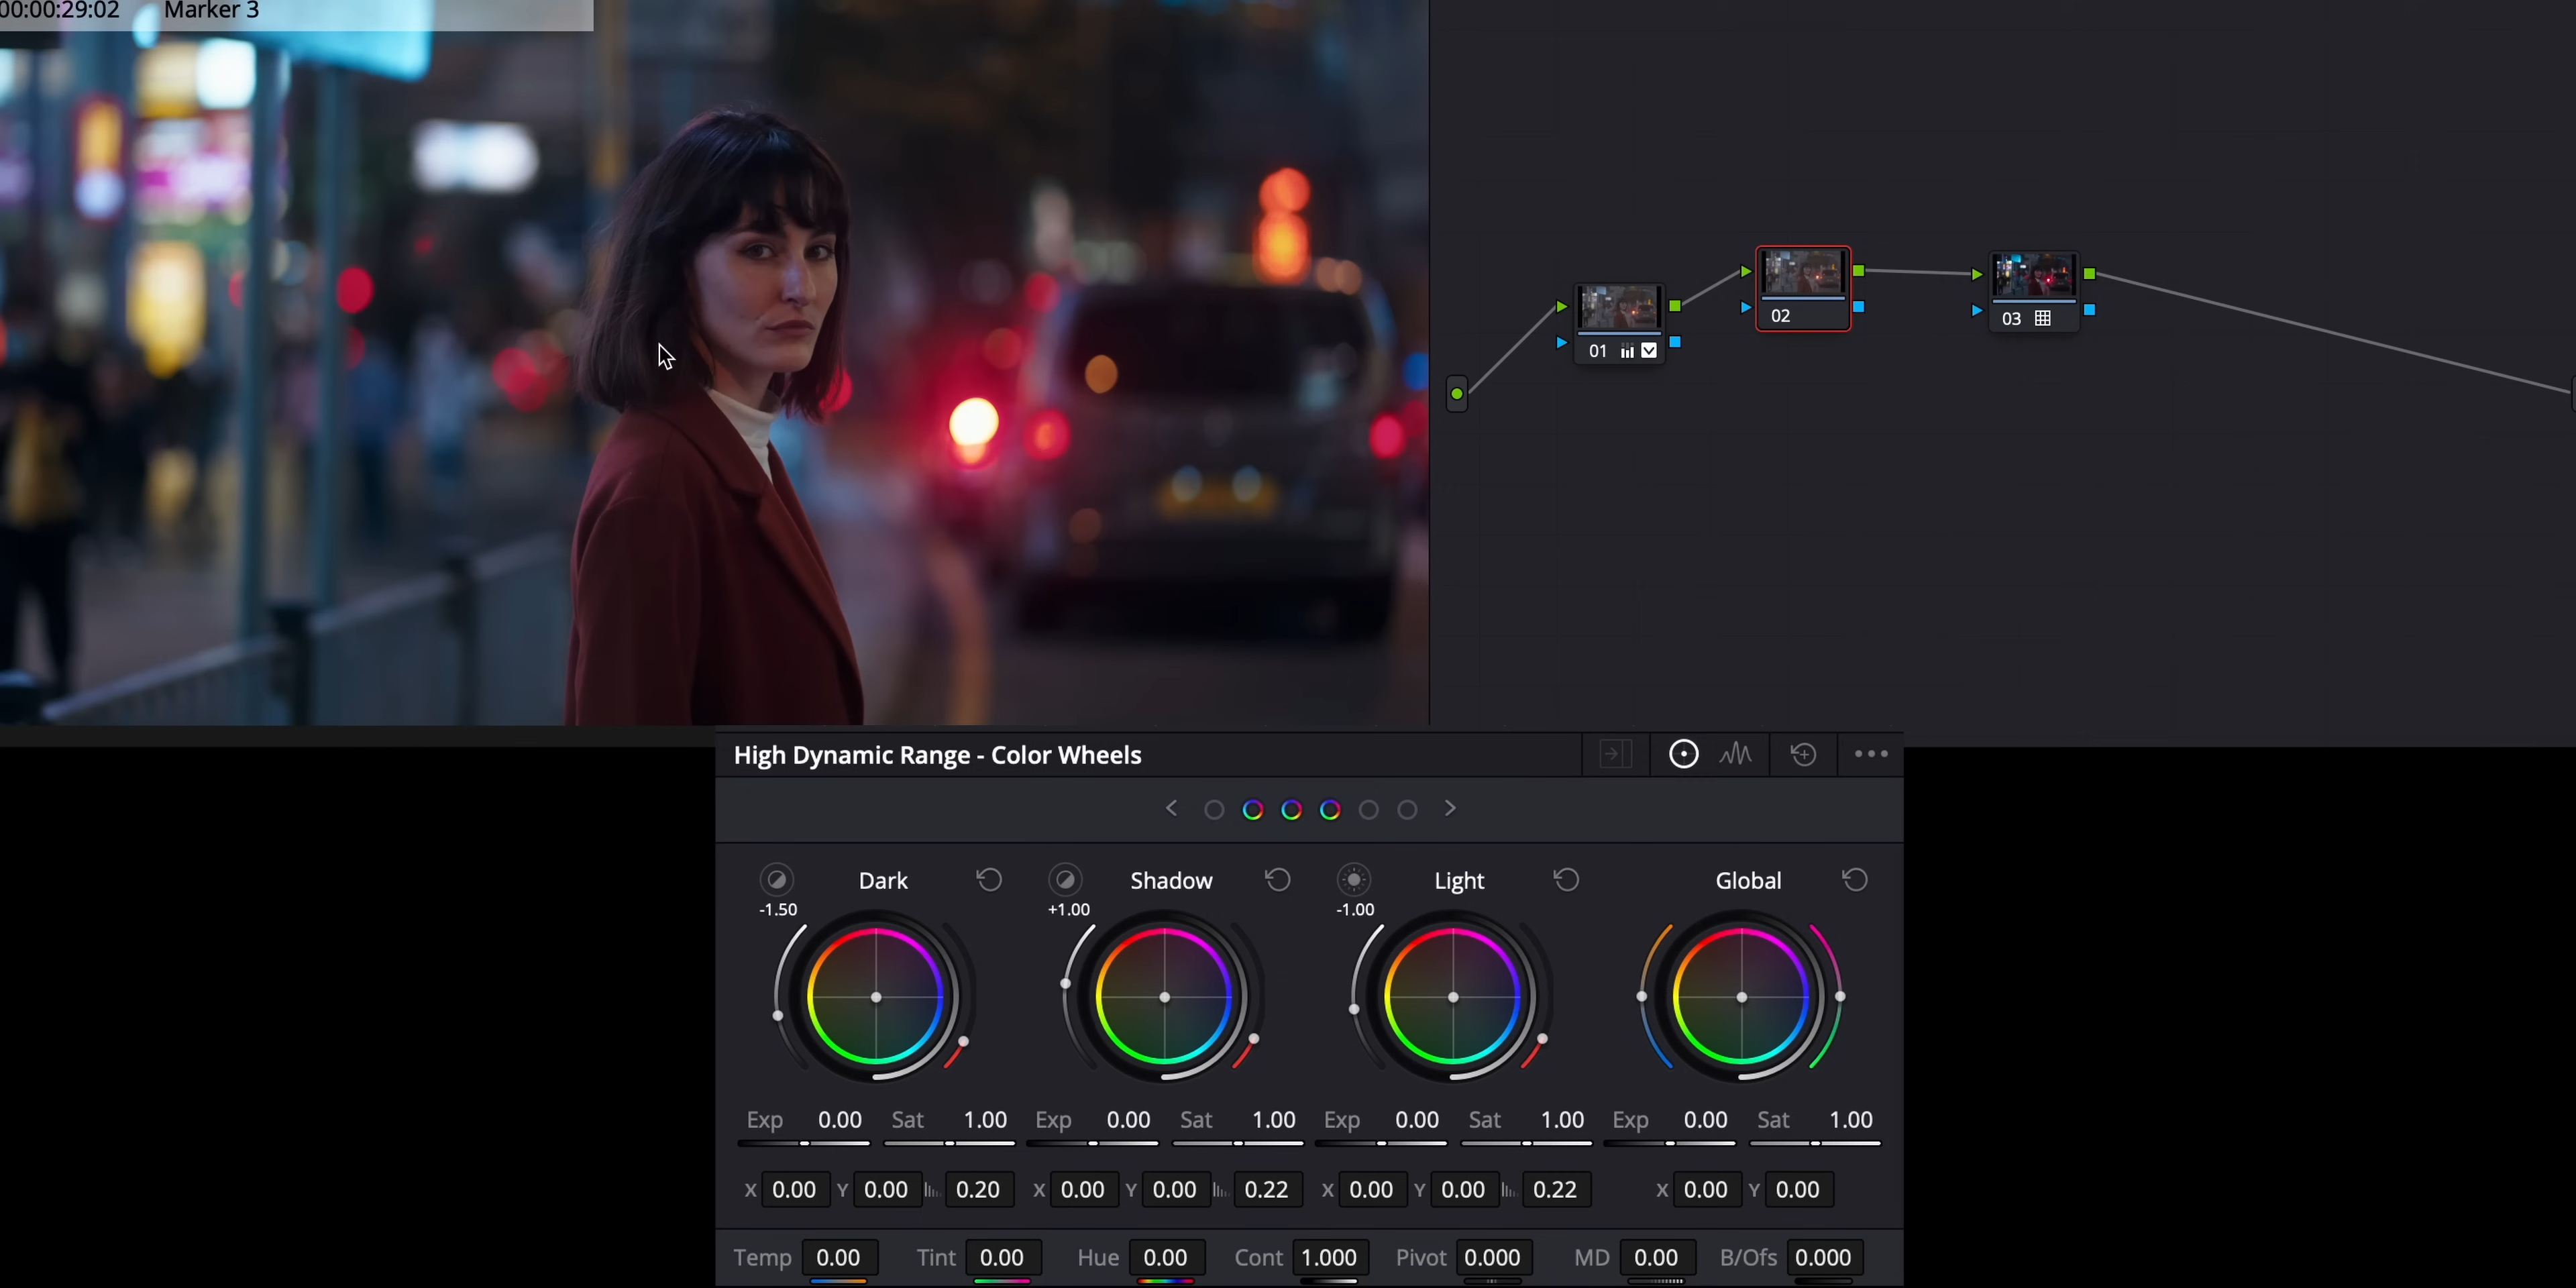 00:00:29:02 Marker 3
01
02
03
High Dynamic Range - Color Wheels
Dark Shadow Light Global
-1.50 +1.00 -1.00
Exp 0.00 Sat 1.00 Exp 0.00 Sat 1.00 Exp 0.00 Sat 1.00 Exp 0.00 Sat 1.00
X 0.00 Y 0.00 0.20 X 0.00 Y 0.00 0.22 X 0.00 Y 0.00 0.22 X 0.00 Y 0.00
Temp 0.00 Tint 0.00 Hue 0.00 Cont 1.000 Pivot 0.000 MD 0.00 B/Ofs 0.000